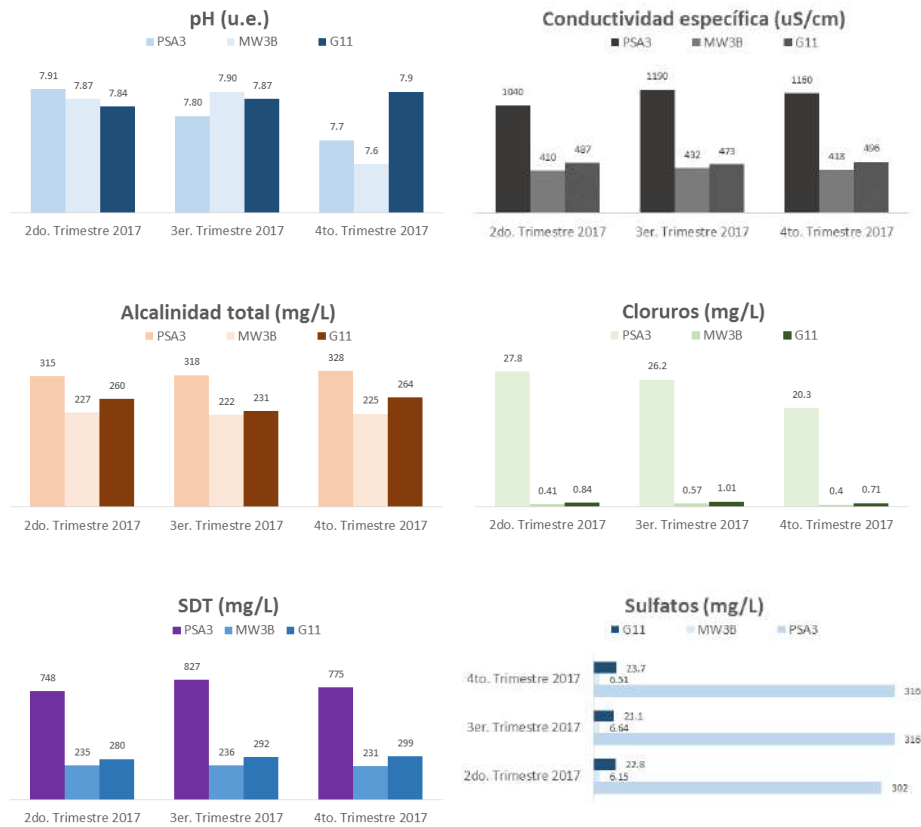 pH (u.e.)
PSA3 MW3B G11
7.91 7.87 7.84 7.80 7.90 7.87 7.7 7.6 7.9
2do. Trimestre 2017 3er. Trimestre 2017 4to. Trimestre 2017
Conductividad específica (uS/cm)
PSA3 MW3B G11
1040 410 487 1190 432 473 1160 418 496
2do. Trimestre 2017 3er. Trimestre 2017 4to. Trimestre 2017
Alcalinidad total (mg/L)
PSA3 MW3B G11
315 227 260 318 222 231 328 225 264
2do. Trimestre 2017 3er. Trimestre 2017 4to. Trimestre 2017
Cloruros (mg/L)
PSA3 MW3B G11
27.8 0.41 0.84 26.2 0.57 1.01 20.3 0.4 0.71
2do. Trimestre 2017 3er. Trimestre 2017 4to. Trimestre 2017
SDT (mg/L)
PSA3 MW3B G11
748 235 280 827 236 292 775 231 299
2do. Trimestre 2017 3er. Trimestre 2017 4to. Trimestre 2017
Sulfatos (mg/L)
G11 MW3B PSA3
4to. Trimestre 2017 23.7 6.51 316
3er. Trimestre 2017 21.1 6.64 316
2do. Trimestre 2017 22.8 6.15 302